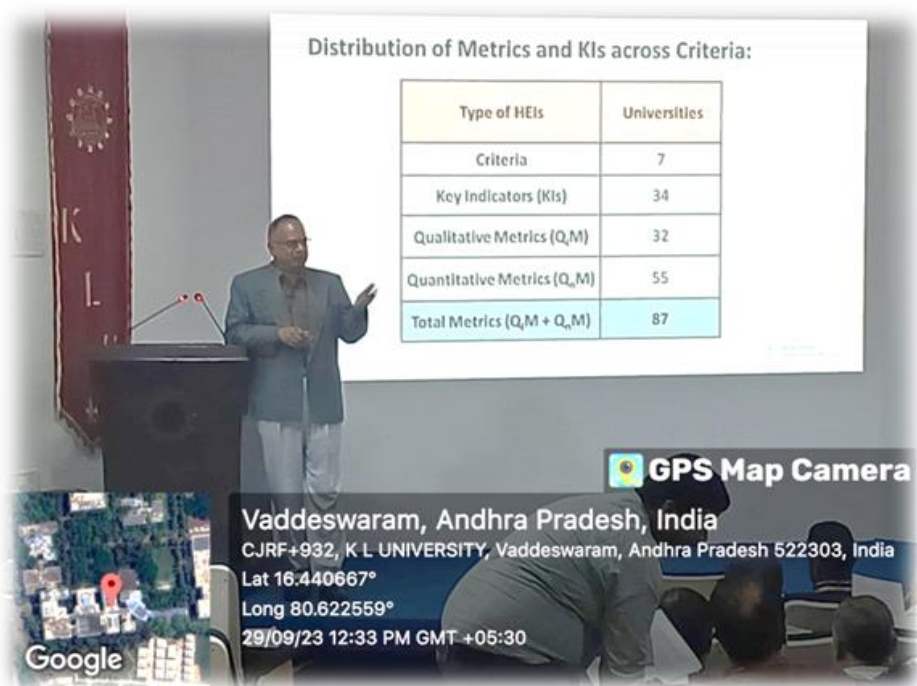 Distribution of Metrics and KIs across Criteria:
Type of HEIs Universities
Criteria 7
Key Indicators (KIs) 34
Qualitative Metrics (QlM) 32
Quantitative Metrics (QnM) 55
Total Metrics (QlM + QnM) 87
K
L
GPS Map Camera
Vaddeswaram, Andhra Pradesh, India
CJRF+932, K L UNIVERSITY, Vaddeswaram, Andhra Pradesh 522303, India
Lat 16.440667°
Long 80.622559°
29/09/23 12:33 PM GMT +05:30
Google